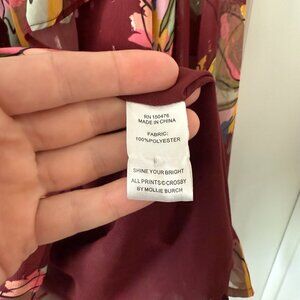 RN 150476
MADE IN CHINA
FABRIC:
100%POLYESTER
SHINE YOUR BRIGHT
ALL PRINTS©CROSBY
BY MOLLIE BURCH